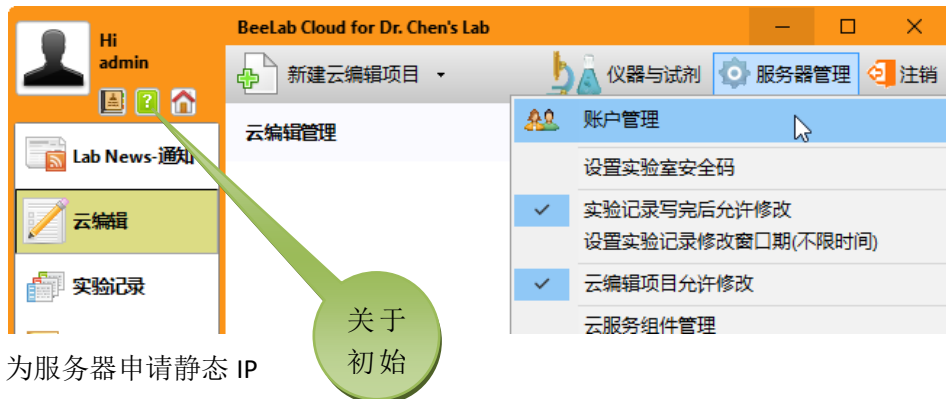 Hi
admin
BeeLab Cloud for Dr. Chen's Lab
新建云编辑项目
仪器与试剂
服务器管理
注销
云编辑管理
账户管理
设置实验室安全码
实验记录写完后允许修改
设置实验记录修改窗口期(不限时间)
云编辑项目允许修改
云服务组件管理
Lab News-通知
云编辑
实验记录
关于
初始
为服务器申请静态 IP